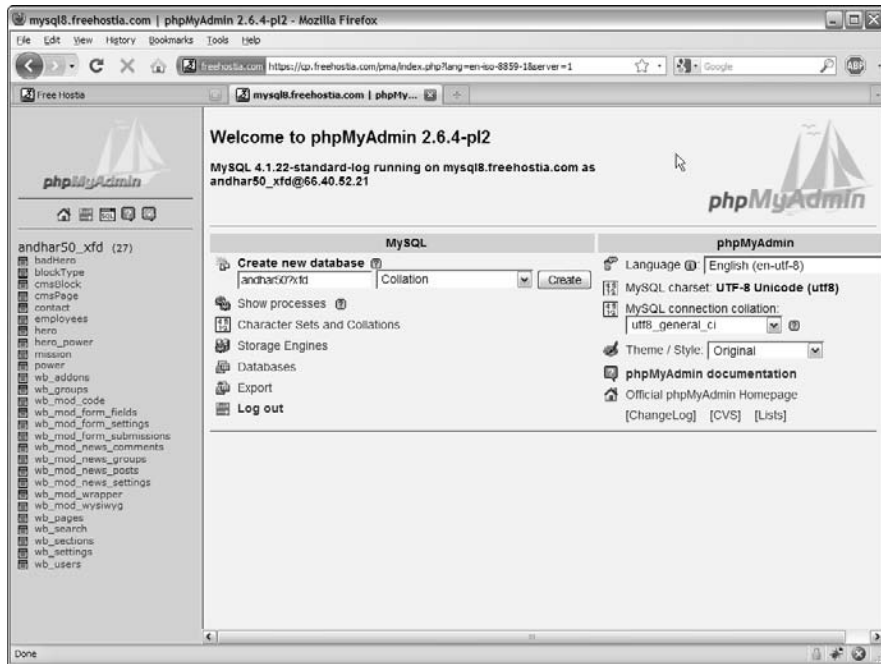 mysql8.freehostia.com | phpMyAdmin 2.6.4-pl2 - Mozilla Firefox
File Edit View History Bookmarks Tools Help
freehostia.com https://cp.freehostia.com/pma/index.php?lang=en-iso-8859-1&server=1
Google
ABP
Free Hostia
mysql8.freehostia.com | phpMy...
phpMyAdmin
SQL
andhar50_xfd (27)
badHero
blockType
cmsBlock
cmsPage
contact
employees
hero
hero_power
mission
power
wb_addons
wb_groups
wb_mod_code
wb_mod_form_fields
wb_mod_form_settings
wb_mod_form_submissions
wb_mod_news_comments
wb_mod_news_groups
wb_mod_news_posts
wb_mod_news_settings
wb_mod_wrapper
wb_mod_wysiwyg
wb_pages
wb_search
wb_sections
wb_settings
wb_users
Welcome to phpMyAdmin 2.6.4-pl2
MySQL 4.1.22-standard-log running on mysql8.freehostia.com as
andhar50_xfd@66.40.52.21
phpMyAdmin
MySQL
Create new database
andhar50?xfd Collation Create
Show processes
Character Sets and Collations
Storage Engines
Databases
Export
Log out
phpMyAdmin
Language : English (en-utf-8)
MySQL charset: UTF-8 Unicode (utf8)
MySQL connection collation:
utf8_general_ci
Theme / Style: Original
phpMyAdmin documentation
Official phpMyAdmin Homepage
[ChangeLog] [CVS] [Lists]
Done